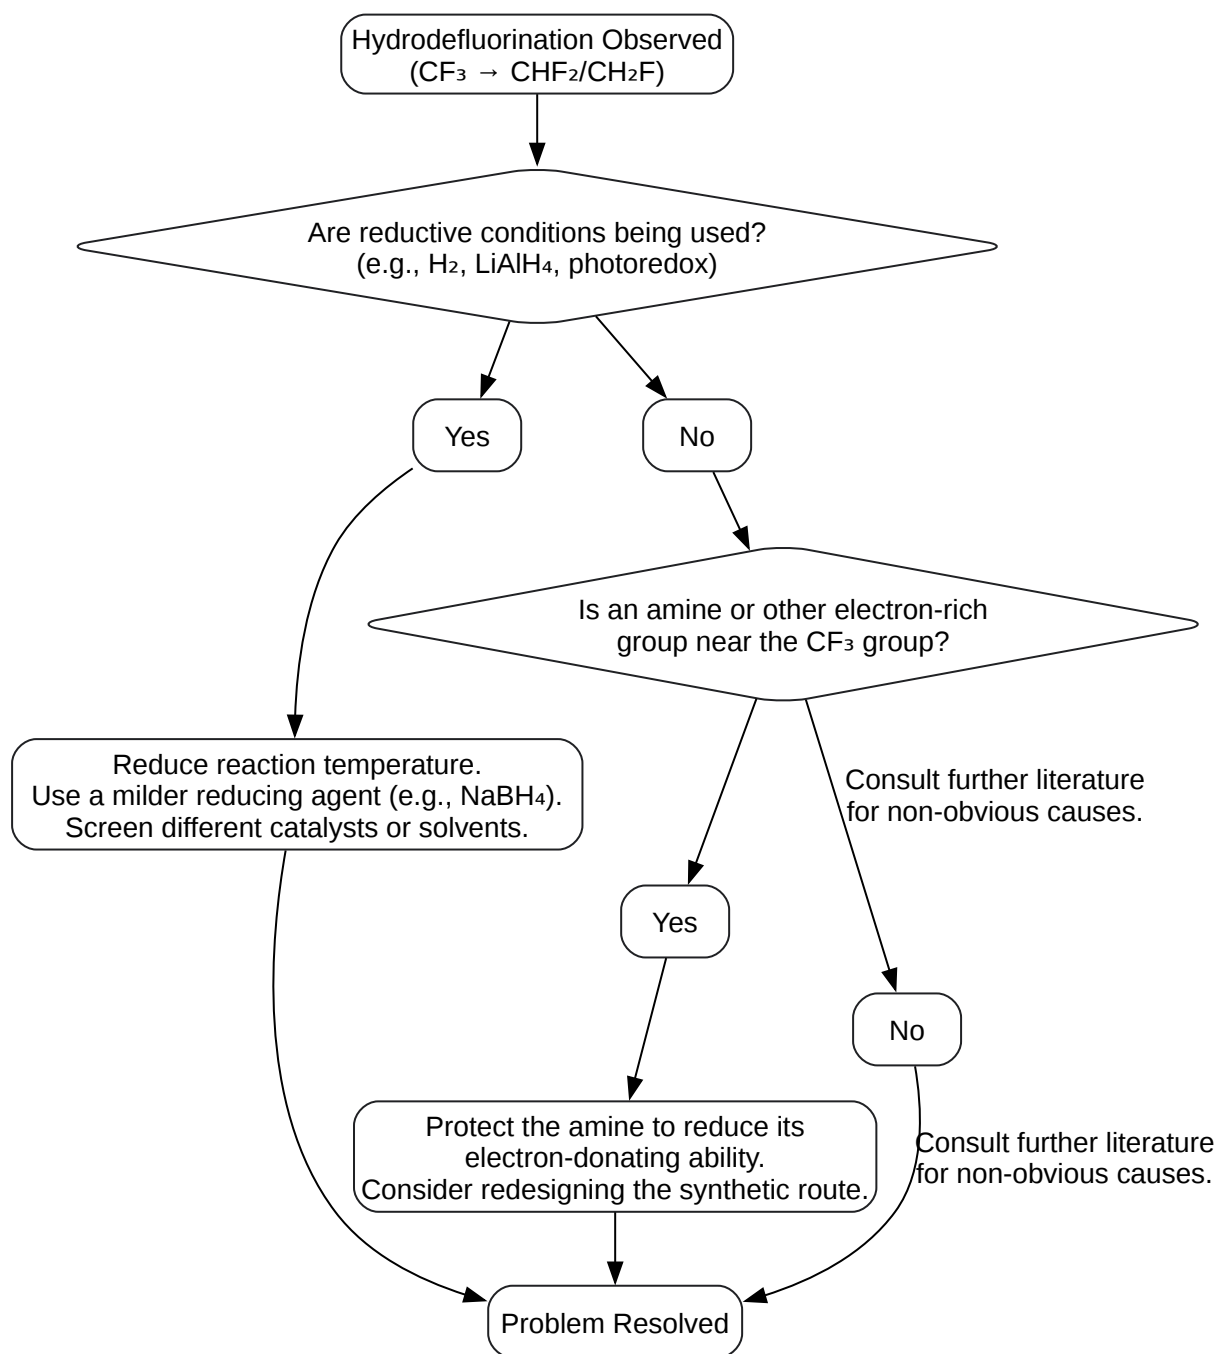 Hydrodefluorination Observed
(CF₃ → CHF₂/CH₂F)
Are reductive conditions being used?
(e.g., H₂, LiAlH₄, photoredox)
Yes
No
Is an amine or other electron-rich
group near the CF₃ group?
Reduce reaction temperature.
Use a milder reducing agent (e.g., NaBH₄).
Screen different catalysts or solvents.
Consult further literature
for non-obvious causes.
Yes
No
Protect the amine to reduce its
electron-donating ability.
Consider redesigning the synthetic route.
Consult further literature
for non-obvious causes.
Problem Resolved